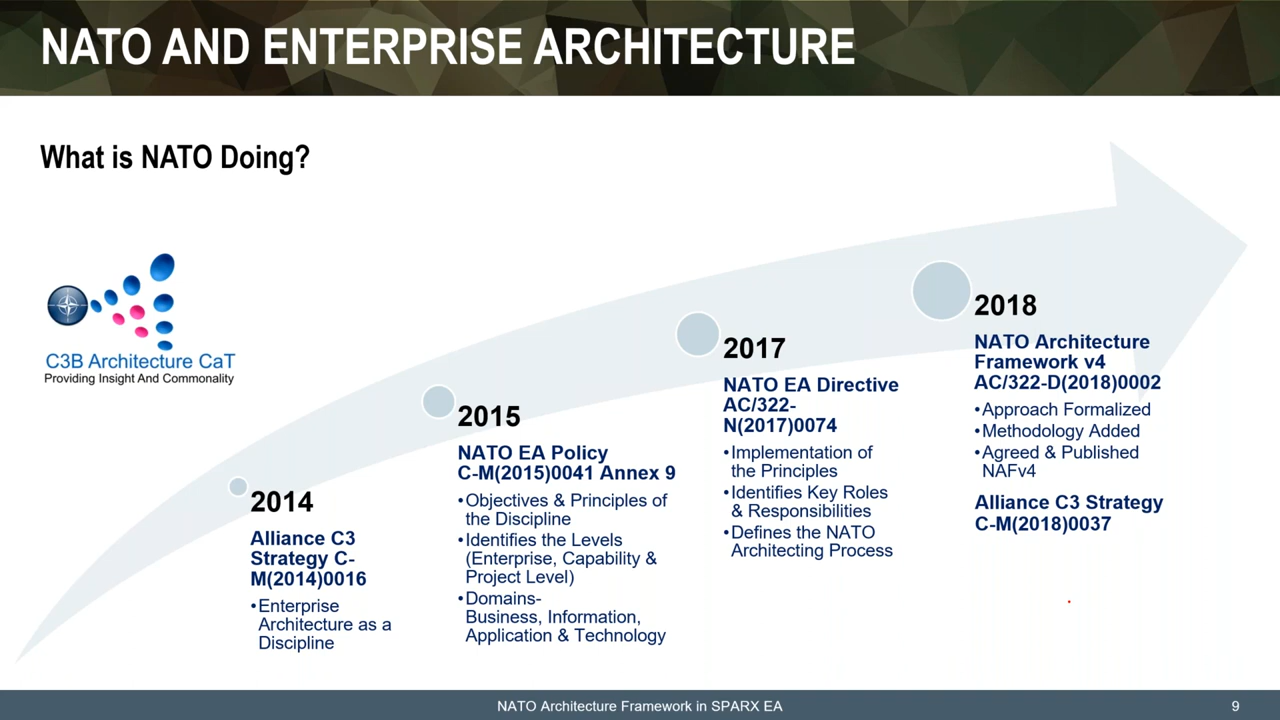 NATO AND ENTERPRISE ARCHITECTURE
What is NATO Doing?
C3B Architecture CaT
Providing Insight And Commonality
2014
Alliance C3
Strategy C-
M(2014)0016
•Enterprise
Architecture as a
Discipline
2015
NATO EA Policy
C-M(2015)0041 Annex 9
•Objectives & Principles of
the Discipline
•Identifies the Levels
(Enterprise, Capability &
Project Level)
•Domains-
Business, Information,
Application & Technology
2017
NATO EA Directive
AC/322-
N(2017)0074
•Implementation of
the Principles
•Identifies Key Roles
& Responsibilities
•Defines the NATO
Architecting Process
2018
NATO Architecture
Framework v4
AC/322-D(2018)0002
•Approach Formalized
•Methodology Added
•Agreed & Published
NAFv4
Alliance C3 Strategy
C-M(2018)0037
NATO Architecture Framework in SPARX EA
9